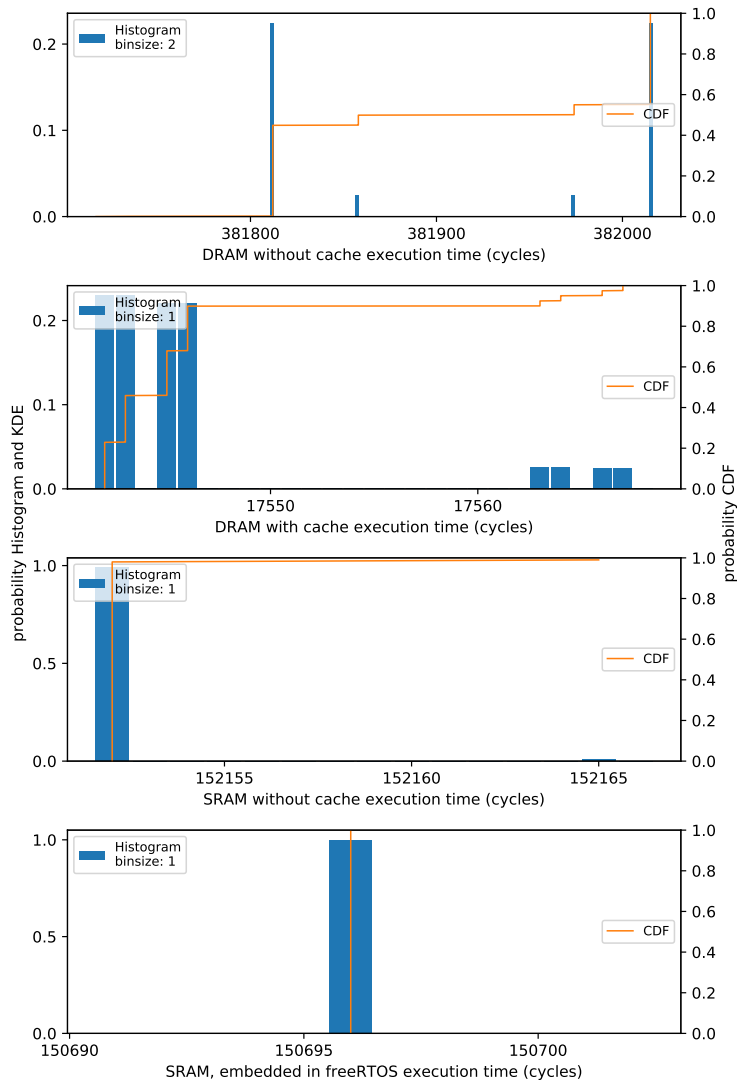 Histogram
binsize: 2
CDF
0.0
0.1
0.2
0.0
0.2
0.4
0.6
0.8
1.0
381800
381900
382000
DRAM without cache execution time (cycles)
Histogram
binsize: 1
CDF
0.0
0.1
0.2
0.0
0.2
0.4
0.6
0.8
1.0
17550
17560
DRAM with cache execution time (cycles)
probability Histogram and KDE
probability CDF
Histogram
binsize: 1
CDF
0.0
0.5
1.0
0.0
0.2
0.4
0.6
0.8
1.0
152155
152160
152165
SRAM without cache execution time (cycles)
Histogram
binsize: 1
CDF
0.0
0.5
1.0
0.0
0.2
0.4
0.6
0.8
1.0
150690
150695
150700
SRAM, embedded in freeRTOS execution time (cycles)